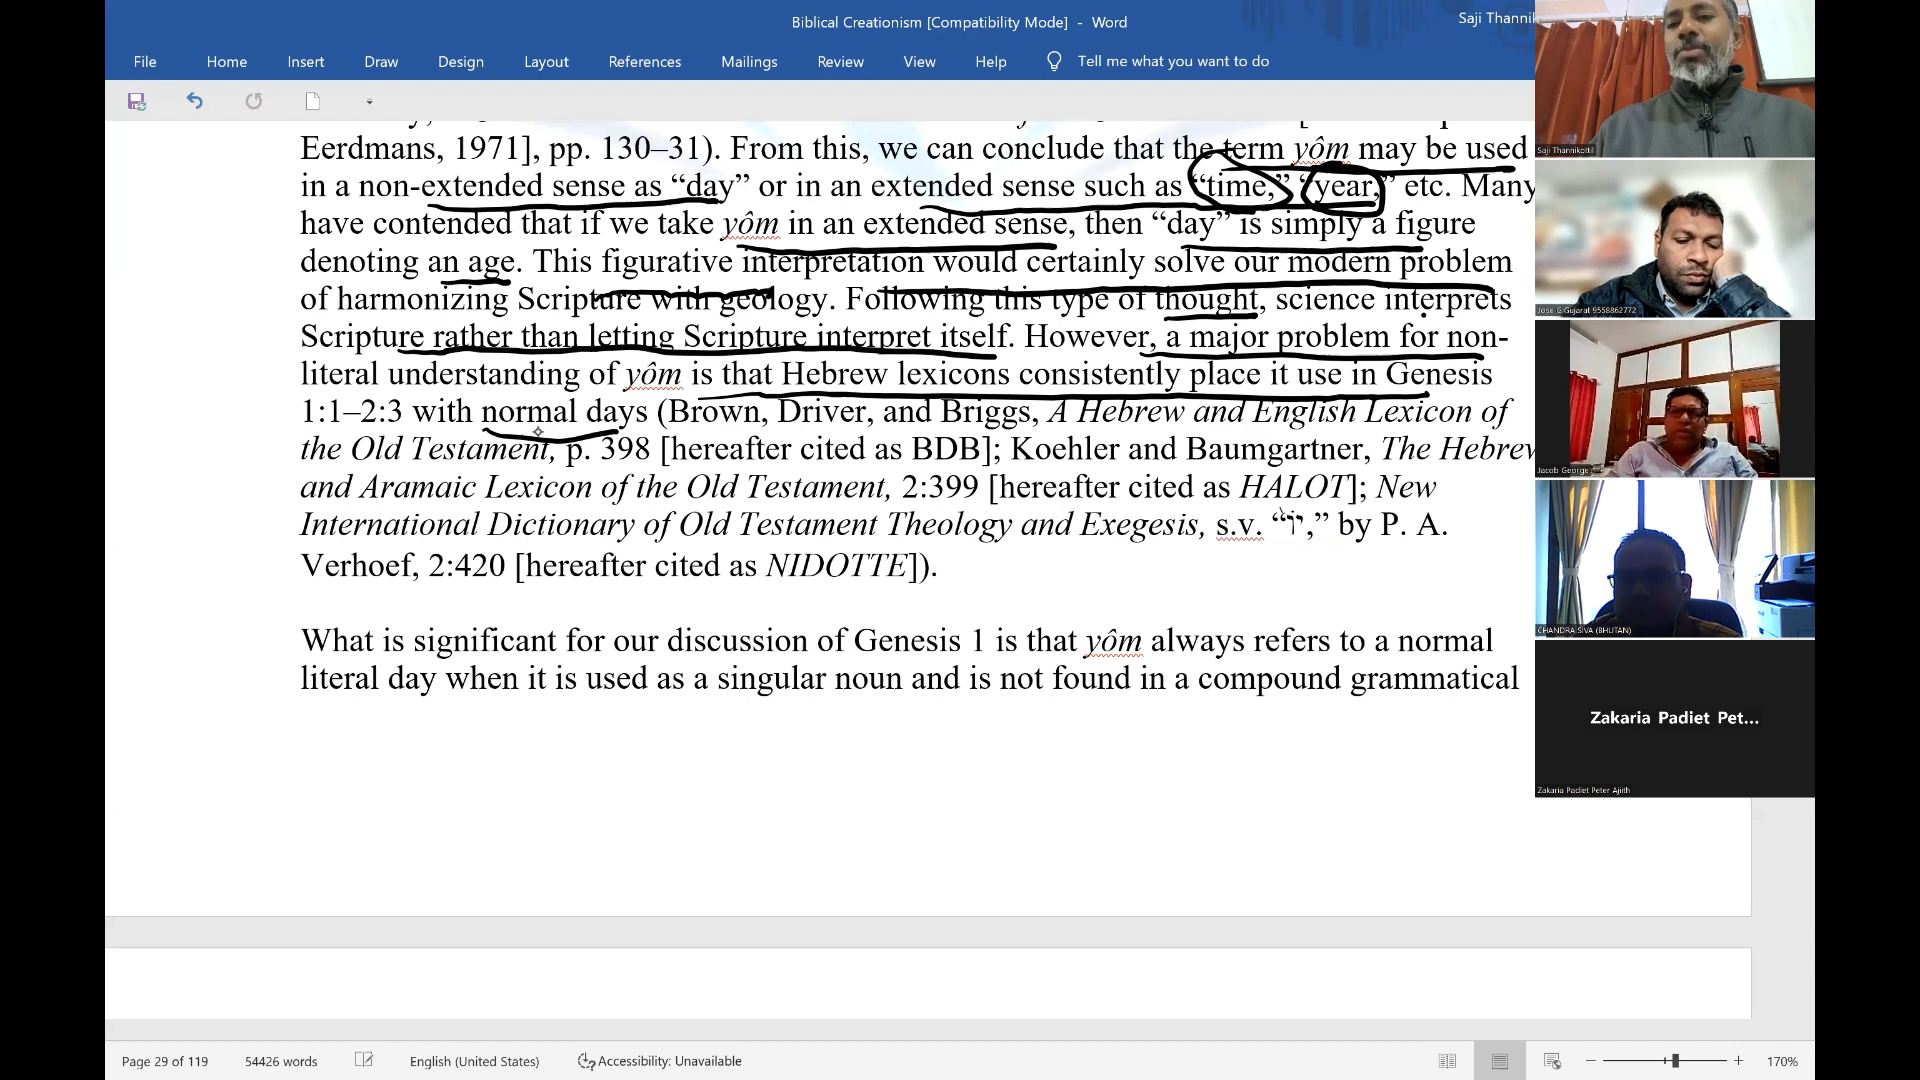 Biblical Creationism [Compatibility Mode] - Word
Saji Thannik
File Home Insert Draw Design Layout References Mailings Review View Help Tell me what you want to do
Eerdmans, 1971], pp. 130–31). From this, we can conclude that the term yôm may be used
in a non-extended sense as “day” or in an extended sense such as “time,” “year,” etc. Many
have contended that if we take yôm in an extended sense, then “day” is simply a figure
denoting an age. This figurative interpretation would certainly solve our modern problem
of harmonizing Scripture with geology. Following this type of thought, science interprets
Scripture rather than letting Scripture interpret itself. However, a major problem for non-
literal understanding of yôm is that Hebrew lexicons consistently place it use in Genesis
1:1–2:3 with normal days (Brown, Driver, and Briggs, A Hebrew and English Lexicon of
the Old Testament, p. 398 [hereafter cited as BDB]; Koehler and Baumgartner, The Hebrew
and Aramaic Lexicon of the Old Testament, 2:399 [hereafter cited as HALOT]; New
International Dictionary of Old Testament Theology and Exegesis, s.v. “ ,” by P. A.
Verhoef, 2:420 [hereafter cited as NIDOTTE]).
What is significant for our discussion of Genesis 1 is that yôm always refers to a normal
literal day when it is used as a singular noun and is not found in a compound grammatical
Saji Thannikottil
Jose G Gujarat 9558862772
Jacob George
CHANDRA SIVA (BHUTAN)
Zakaria Padiet Pet...
Zakaria Padiet Peter Ajiith
Page 29 of 119 54426 words English (United States) Accessibility: Unavailable 170%